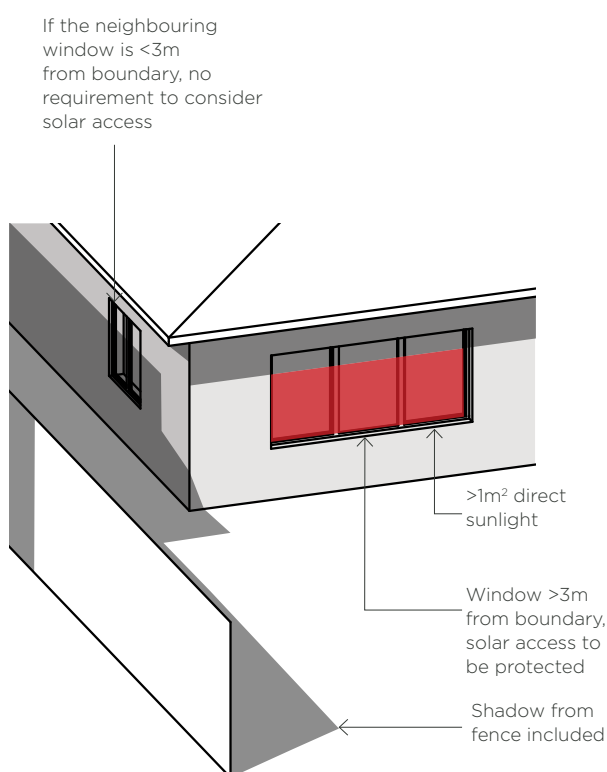 If the neighbouring
window is <3m
from boundary, no
requirement to consider
solar access
>1m² direct
sunlight
Window >3m
from boundary,
solar access to
be protected
Shadow from
fence included